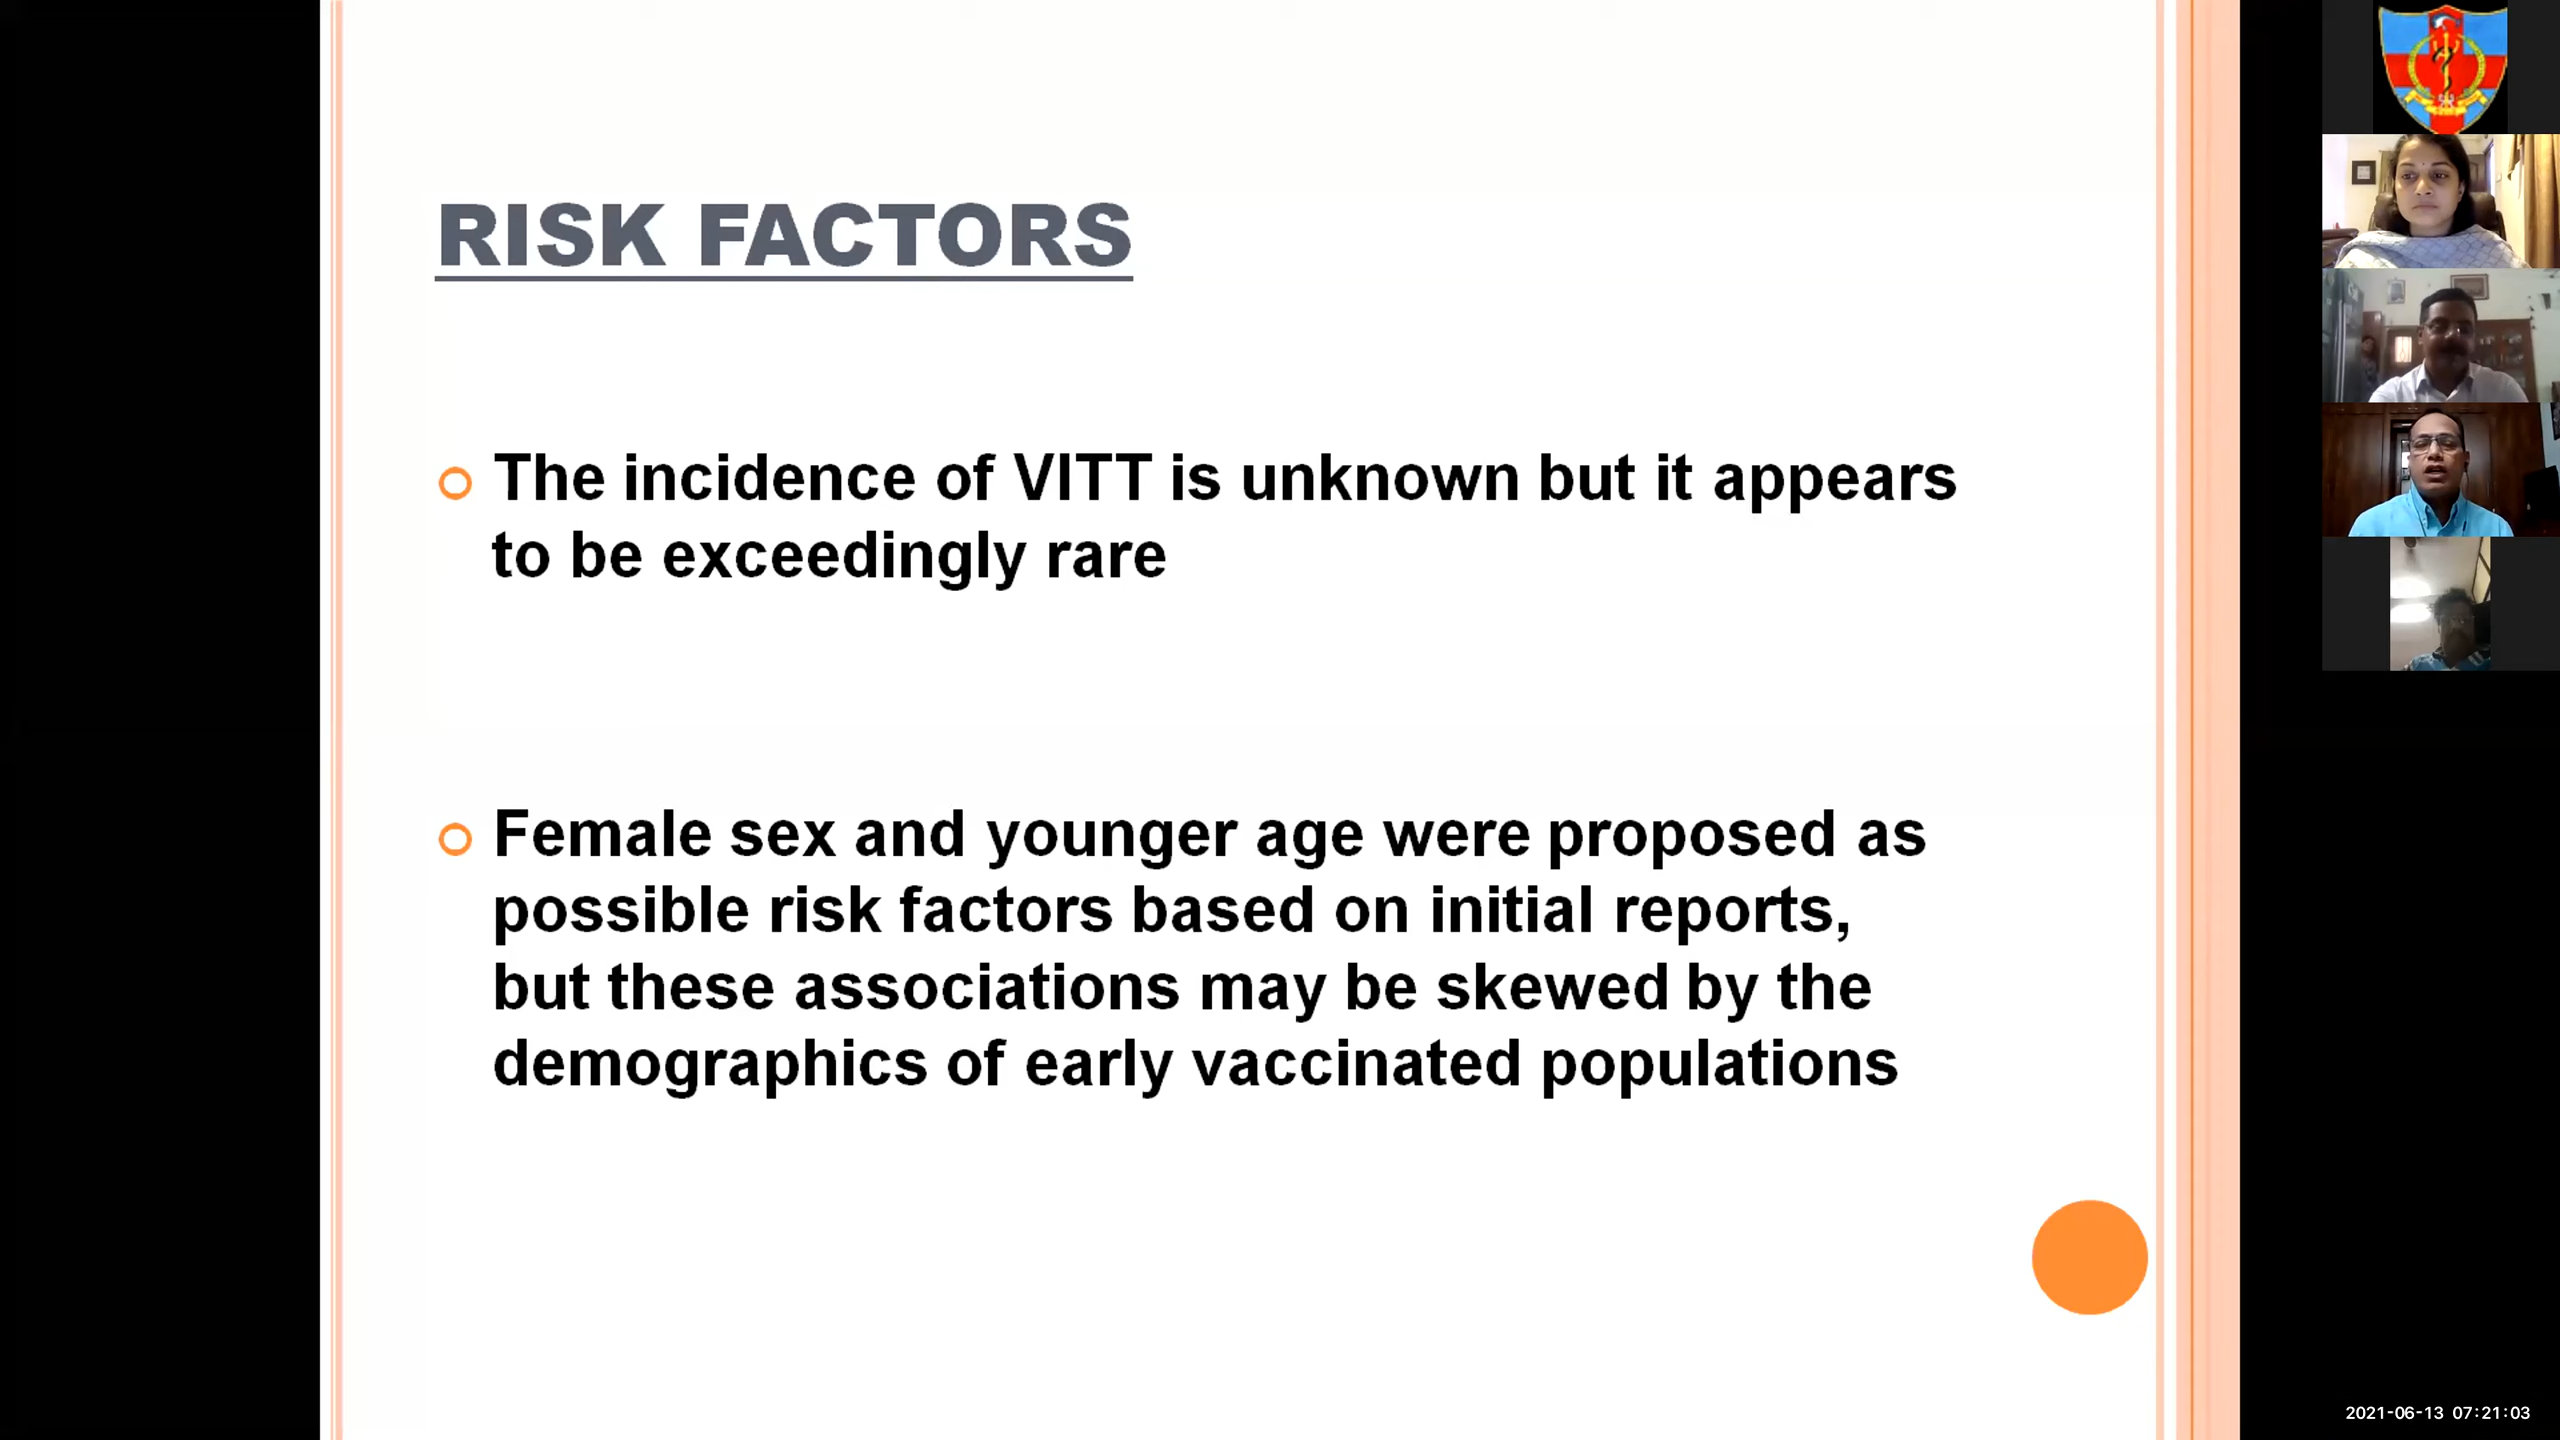 RISK FACTORS
The incidence of VITT is unknown but it appears
to be exceedingly rare
Female sex and younger age were proposed as
possible risk factors based on initial reports,
but these associations may be skewed by the
demographics of early vaccinated populations
2021-06-13 07:21:03